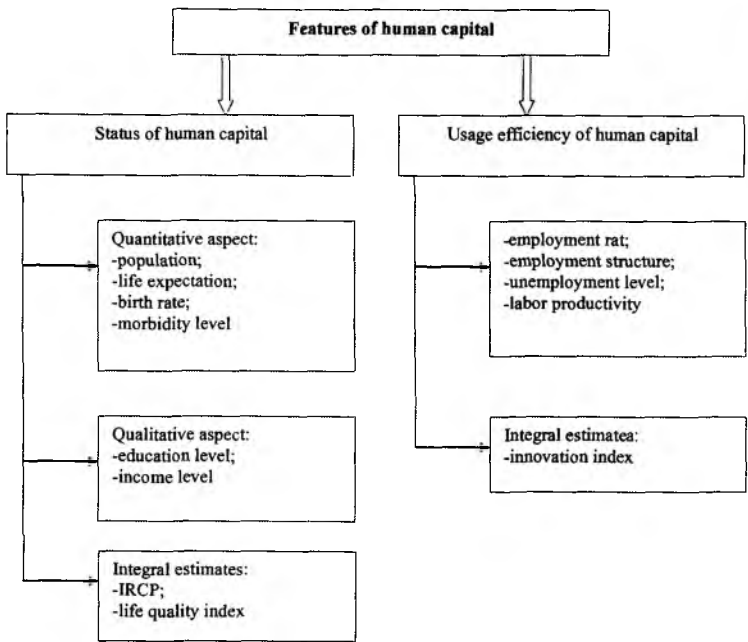 Features of human capital
Status of human capital
Quantitative aspect:
-population;
-life expectation;
-birth rate;
-morbidity level
Qualitative aspect:
-education level;
-income level
Integral estimates:
-IRCP;
-life quality index
Usage efficiency of human capital
-employment rat;
-employment structure;
-unemployment level;
-labor productivity
Integral estimatea:
-innovation index